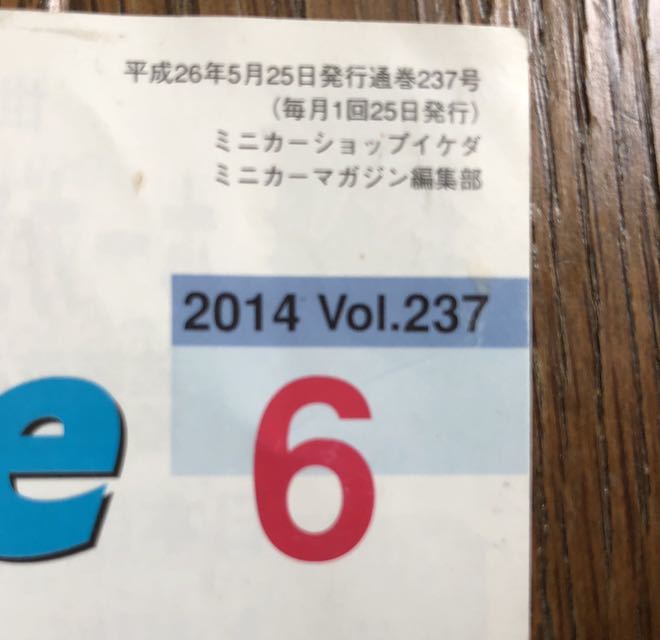 平成26年5月25日発行通巻237号
（毎月1回25日発行）
ミニカーショップイケダ
ミニカーマガジン編集部
2014 Vol.237
6
e